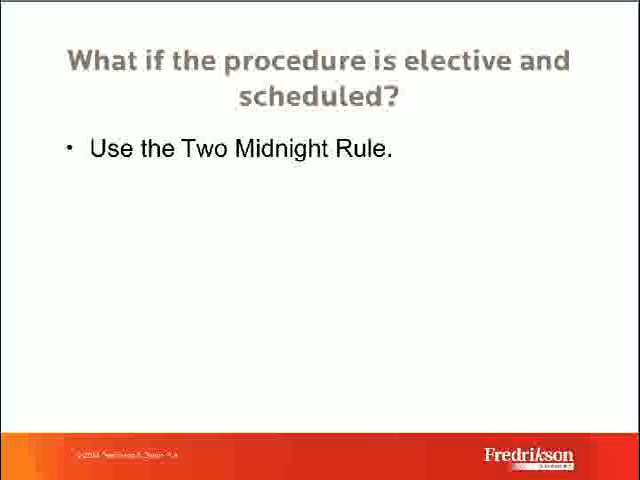 What if the procedure is elective and
scheduled?
• Use the Two Midnight Rule.
Fredrikson